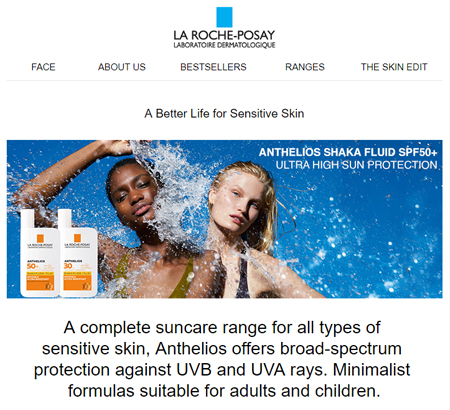 LA ROCHE-POSAY
LABORATOIRE DERMATOLOGIQUE
FACE ABOUT US BESTSELLERS RANGES THE SKIN EDIT
A Better Life for Sensitive Skin
ANTHELIOS SHAKA FLUID SPF50+
ULTRA HIGH SUN PROTECTION
LA ROCHE-POSAY
ANTHELIOS
50+
LA ROCHE-POSAY
ANTHELIOS
30
A complete suncare range for all types of
sensitive skin, Anthelios offers broad-spectrum
protection against UVB and UVA rays. Minimalist
formulas suitable for adults and children.